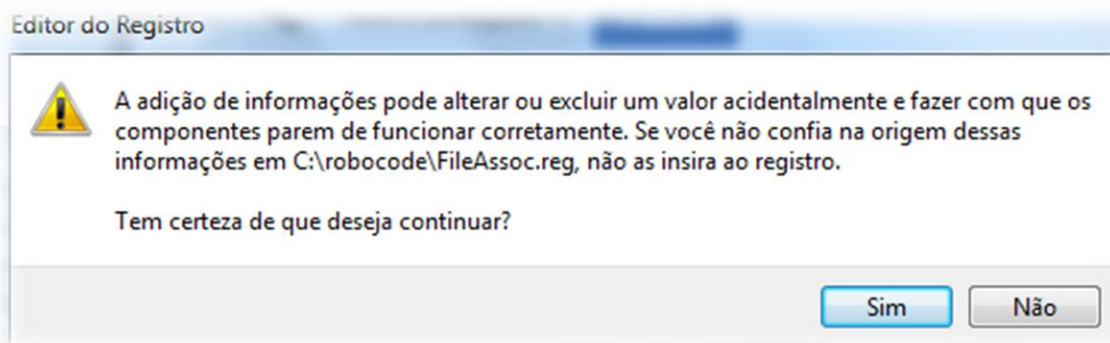 Editor do Registro
A adição de informações pode alterar ou excluir um valor acidentalmente e fazer com que os
componentes parem de funcionar corretamente. Se você não confia na origem dessas
informações em C:\robocode\FileAssoc.reg, não as insira ao registro.
Tem certeza de que deseja continuar?
Sim
Não